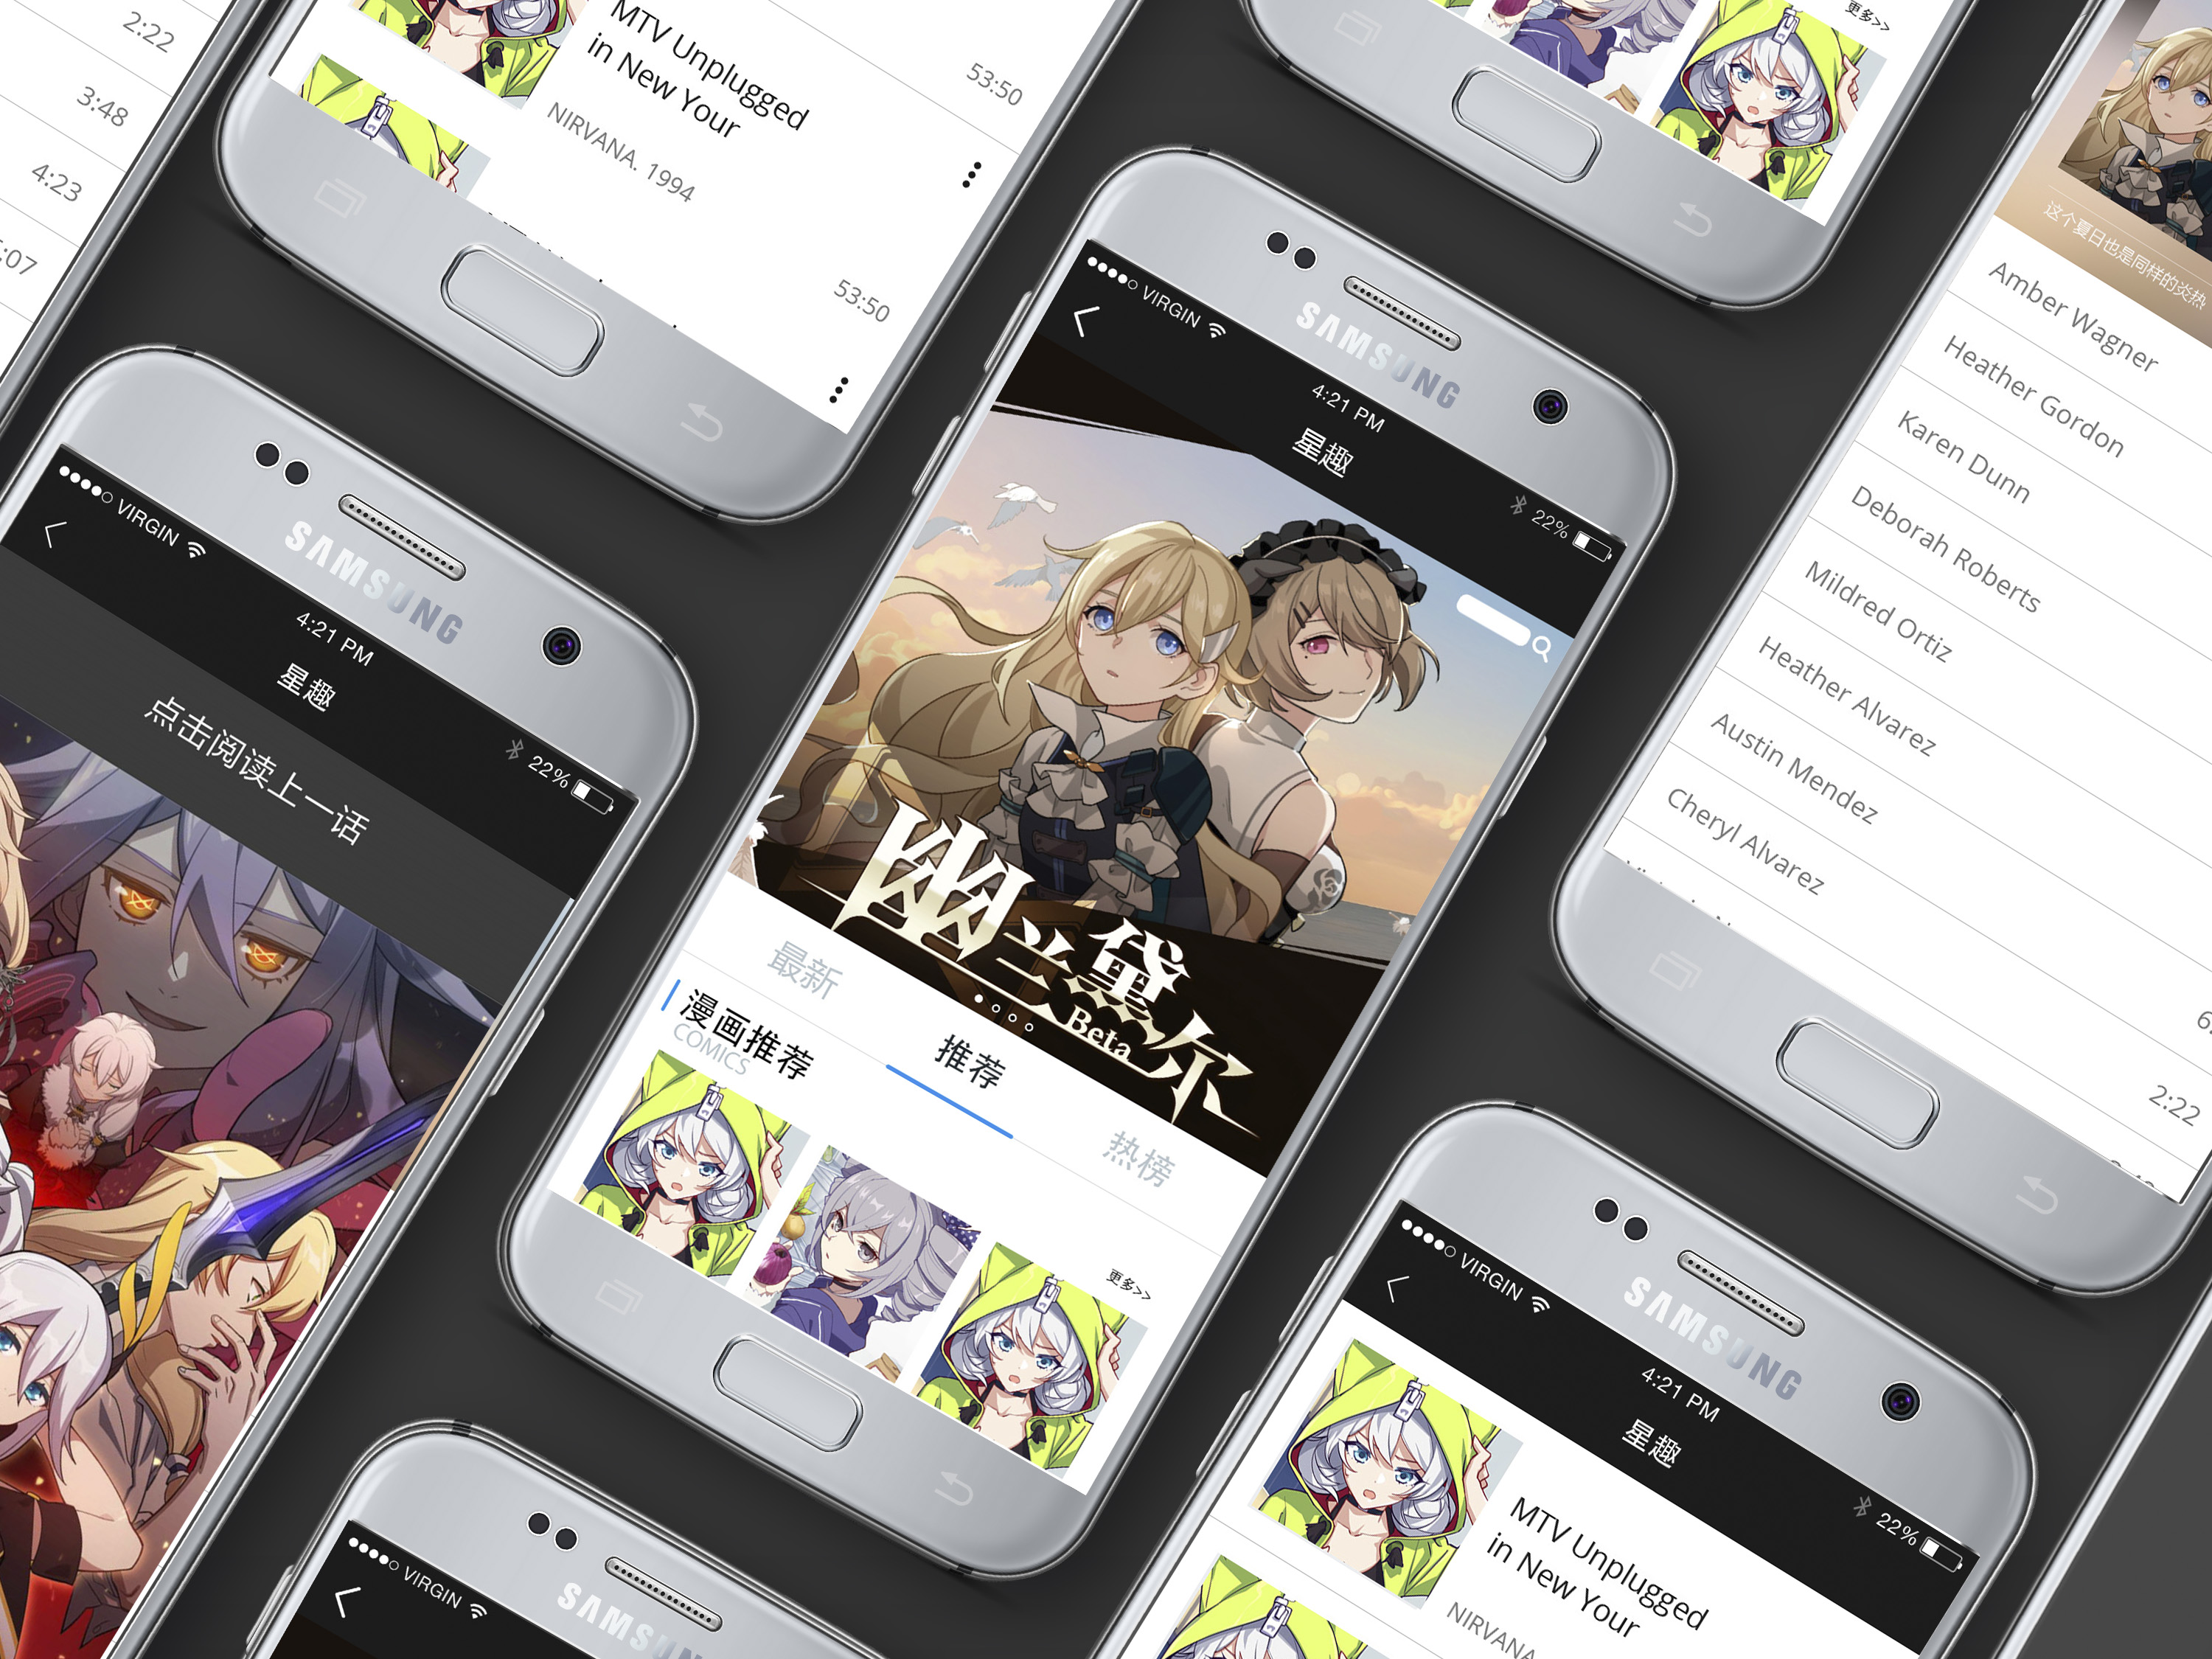 2:22
3:48
4:23
:07
MTV Unplugged
in New Your
NIRVANA. 1994
53:50
53:50
更多>>
这个夏日也是同样的炎热
Amber Wagner
Heather Gordon
Karen Dunn
Deborah Roberts
Mildred Ortiz
Heather Alvarez
Austin Mendez
Cheryl Alvarez
6:
2:22
SAMSUNG
VIRGIN
4:21 PM
22%
星趣
点击阅读上一话
SAMSUNG
VIRGIN
4:21 PM
22%
星趣
幽兰黛尔
Beta
最新
推荐
热榜
漫画推荐
COMICS
更多>>
SAMSUNG
VIRGIN
4:21 PM
22%
星趣
MTV Unplugged
in New Your
NIRVANA
SAMSUNG
VIRGIN